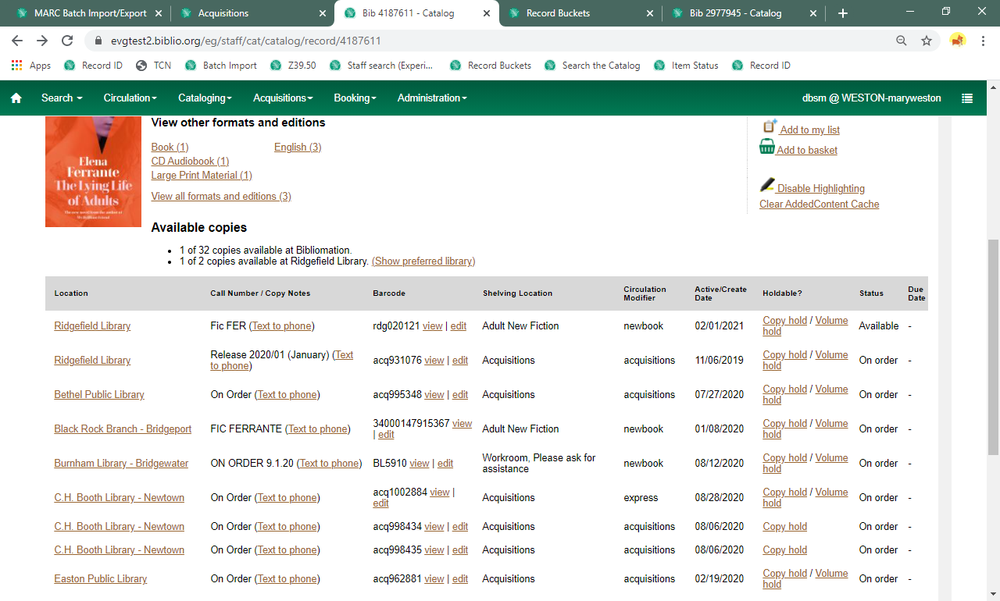 MARC Batch Import/Export
Acquisitions
Bib 4187611 - Catalog
Record Buckets
Bib 2977945 - Catalog
evgtest2.biblio.org/eg/staff/cat/catalog/record/4187611
Apps Record ID TCN Batch Import Z39.50 Staff search (Experi... Record Buckets Search the Catalog Item Status Record ID
Search Circulation Cataloging Acquisitions Booking Administration dbsm @ WESTON-maryweston
Elena
Ferrante
The Lying Life
of Adults
View other formats and editions
Book (1) English (3)
CD Audiobook (1)
Large Print Material (1)
View all formats and editions (3)
Add to my list
Add to basket
Disable Highlighting
Clear AddedContent Cache
Available copies
• 1 of 32 copies available at Bibliomation.
• 1 of 2 copies available at Ridgefield Library. (Show preferred library)
Location Call Number / Copy Notes Barcode Shelving Location Circulation Modifier Active/Create Date Holdable? Status Due Date
Ridgefield Library Fic FER (Text to phone) rdg020121 view | edit Adult New Fiction newbook 02/01/2021 Copy hold / Volume hold Available -
Ridgefield Library Release 2020/01 (January) (Text to phone) acq931076 view | edit Acquisitions acquisitions 11/06/2019 Copy hold / Volume hold On order -
Bethel Public Library On Order (Text to phone) acq995348 view | edit Acquisitions acquisitions 07/27/2020 Copy hold / Volume hold On order -
Black Rock Branch - Bridgeport FIC FERRANTE (Text to phone) 34000147915367 view | edit Adult New Fiction newbook 01/08/2020 Copy hold / Volume hold On order -
Burnham Library - Bridgewater ON ORDER 9.1.20 (Text to phone) BL5910 view | edit Workroom, Please ask for assistance newbook 08/12/2020 Copy hold / Volume hold On order -
C.H. Booth Library - Newtown On Order (Text to phone) acq1002884 view | edit Acquisitions express 08/28/2020 Copy hold / Volume hold On order -
C.H. Booth Library - Newtown On Order (Text to phone) acq998434 view | edit Acquisitions acquisitions 08/06/2020 Copy hold On order -
C.H. Booth Library - Newtown On Order (Text to phone) acq998435 view | edit Acquisitions acquisitions 08/06/2020 Copy hold On order -
Easton Public Library On Order (Text to phone) acq962881 view | edit Acquisitions acquisitions 02/19/2020 Copy hold / Volume hold On order -